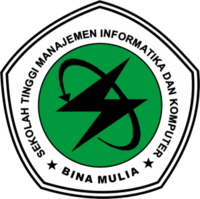 SEKOLAH TINGGI MANAJEMEN INFORMATIKA DAN KOMPUTER
BINA MULIA